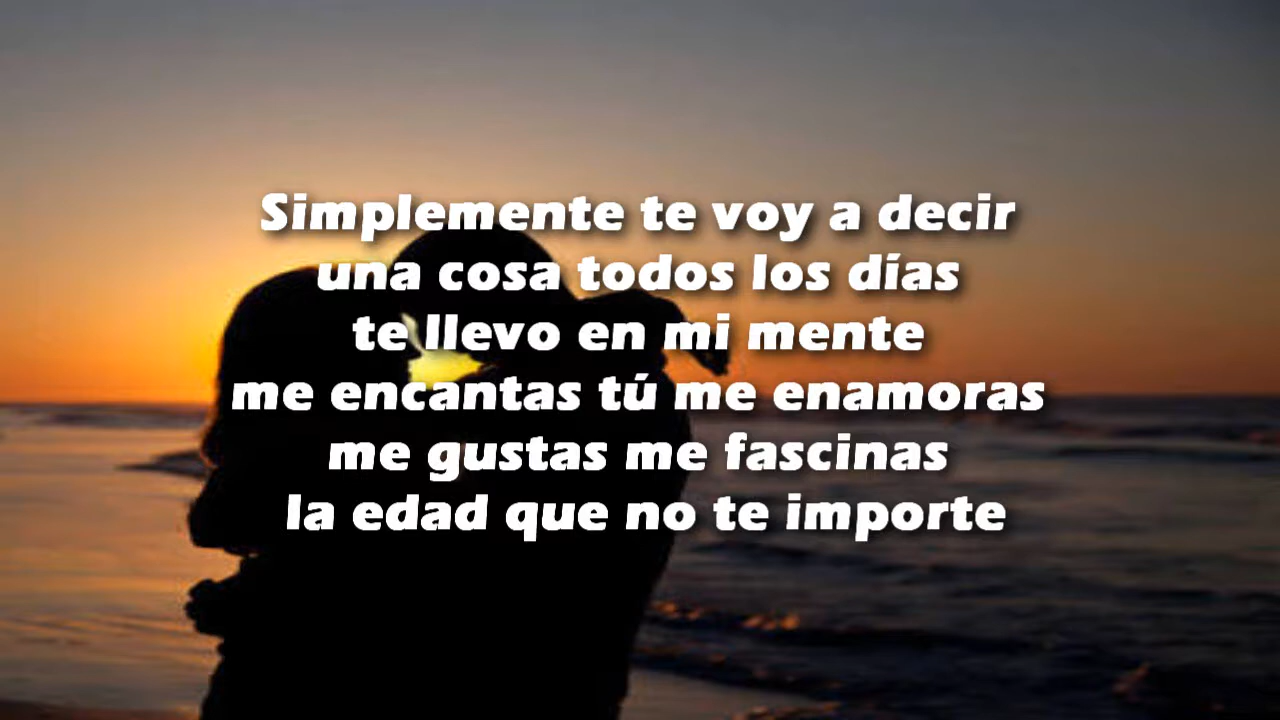 Simplemente te voy a decir
una cosa todos los días
te llevo en mi mente
me encantas tú me enamoras
me gustas me fascinas
la edad que no te importe